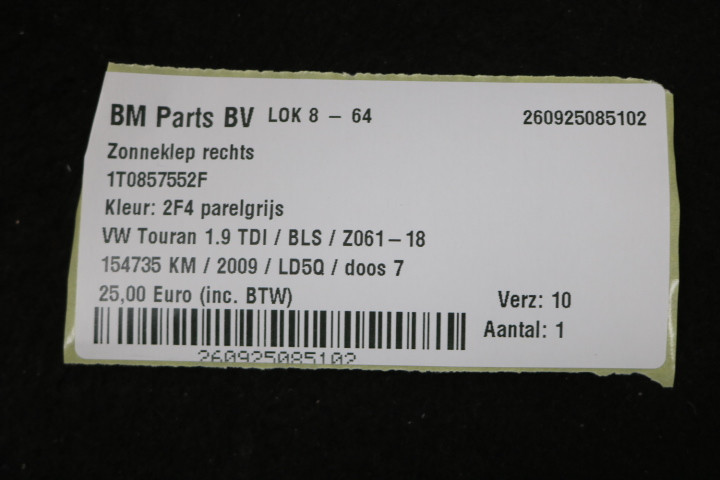 BM Parts BV LOK 8 - 64 260925085102
Zonneklep rechts
1T0857552F
Kleur: 2F4 parelgrijs
VW Touran 1.9 TDI / BLS / Z061-18
154735 KM / 2009 / LD5Q / doos 7
25,00 Euro (inc. BTW) Verz: 10
Aantal: 1
260925085102